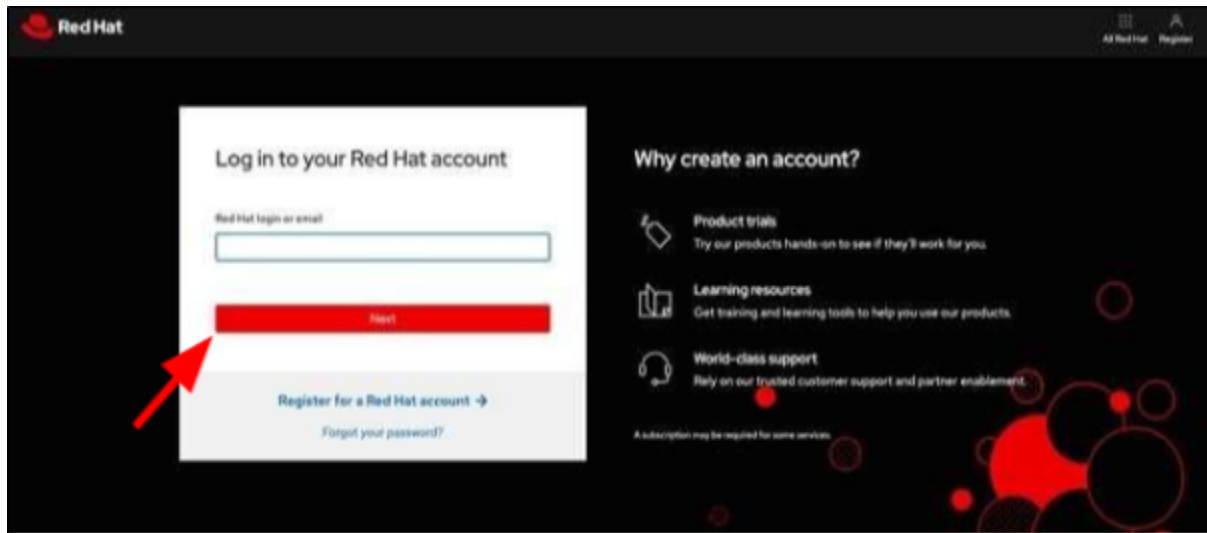 Red Hat
All Red Hat
Register
Log in to your Red Hat account
Red Hat login or email
Next
Register for a Red Hat account →
Forgot your password?
Why create an account?
Product trials
Try our products hands-on to see if they'll work for you.
Learning resources
Get training and learning tools to help you use our products.
World-class support
Rely on our trusted customer support and partner enablement.
A subscription may be required for some services.